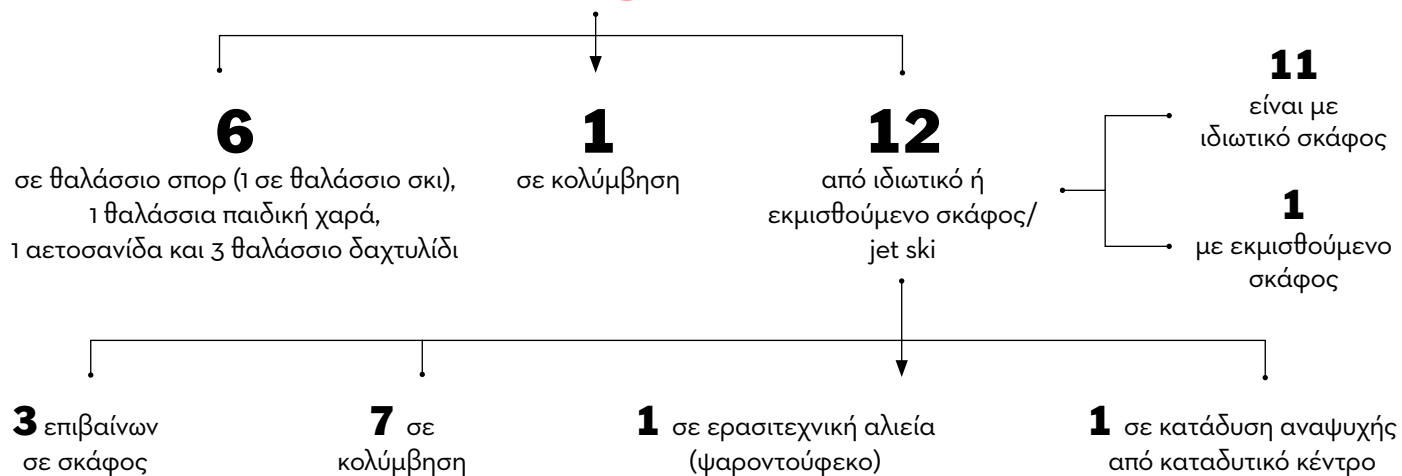 6
σε θαλάσσιο σπορ (1 σε θαλάσσιο σκι),
1 θαλάσσια παιδική χαρά,
1 αετοσανίδα και 3 θαλάσσιο δαχτυλίδι
1
σε κολύμβηση
12
από ιδιωτικό ή
εκμισθούμενο σκάφος/
jet ski
11
είναι με
ιδιωτικό σκάφος
1
με εκμισθούμενο
σκάφος
3 επιβαίνων
σε σκάφος
7 σε
κολύμβηση
1 σε ερασιτεχνική αλιεία
(ψαροντούφεκο)
1 σε κατάδυση αναψυχής
από καταδυτικό κέντρο